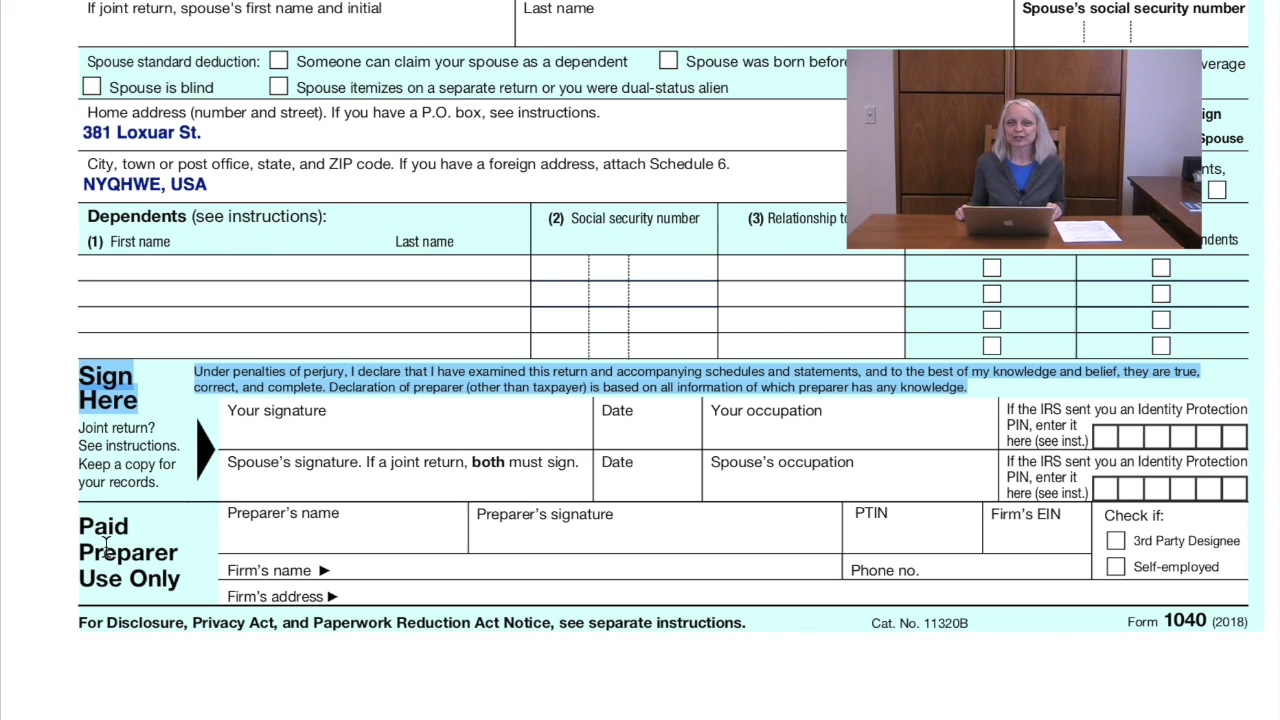 If joint return, spouse's first name and initial
Last name
Spouse's social security number
Spouse standard deduction:
Someone can claim your spouse as a dependent
Spouse was born before
verage
Spouse is blind
Spouse itemizes on a separate return or you were dual-status alien
Home address (number and street). If you have a P.O. box, see instructions.
ign
381 Loxuar St.
Spouse
City, town or post office, state, and ZIP code. If you have a foreign address, attach Schedule 6.
nts,
NYQHWE, USA
Dependents (see instructions):
(2) Social security number
(3) Relationship to
(1) First name
Last name
ndents
Sign
Here
Under penalties of perjury, I declare that I have examined this return and accompanying schedules and statements, and to the best of my knowledge and belief, they are true,
correct, and complete. Declaration of preparer (other than taxpayer) is based on all information of which preparer has any knowledge.
Joint return?
See instructions.
Keep a copy for
your records.
Your signature
Date
Your occupation
If the IRS sent you an Identity Protection
PIN, enter it
here (see inst.)
Spouse's signature. If a joint return, both must sign.
Date
Spouse's occupation
If the IRS sent you an Identity Protection
PIN, enter it
here (see inst.)
Paid
Preparer
Use Only
Preparer's name
Preparer's signature
PTIN
Firm's EIN
Check if:
3rd Party Designee
Self-employed
Firm's name ▶
Phone no.
Firm's address ▶
For Disclosure, Privacy Act, and Paperwork Reduction Act Notice, see separate instructions.
Cat. No. 11320B
Form 1040 (2018)